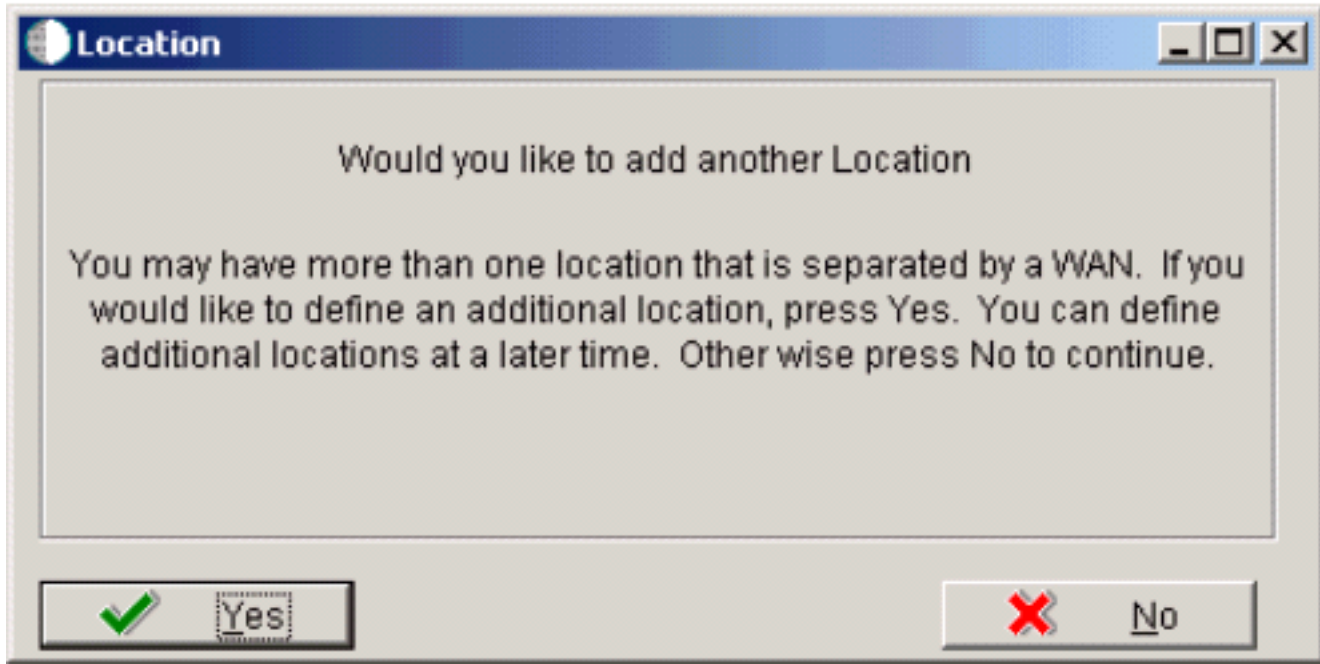 Location
Would you like to add another Location
You may have more than one location that is separated by a WAN.  If you
would like to define an additional location, press Yes.  You can define
additional locations at a later time.  Other wise press No to continue.
Yes
No